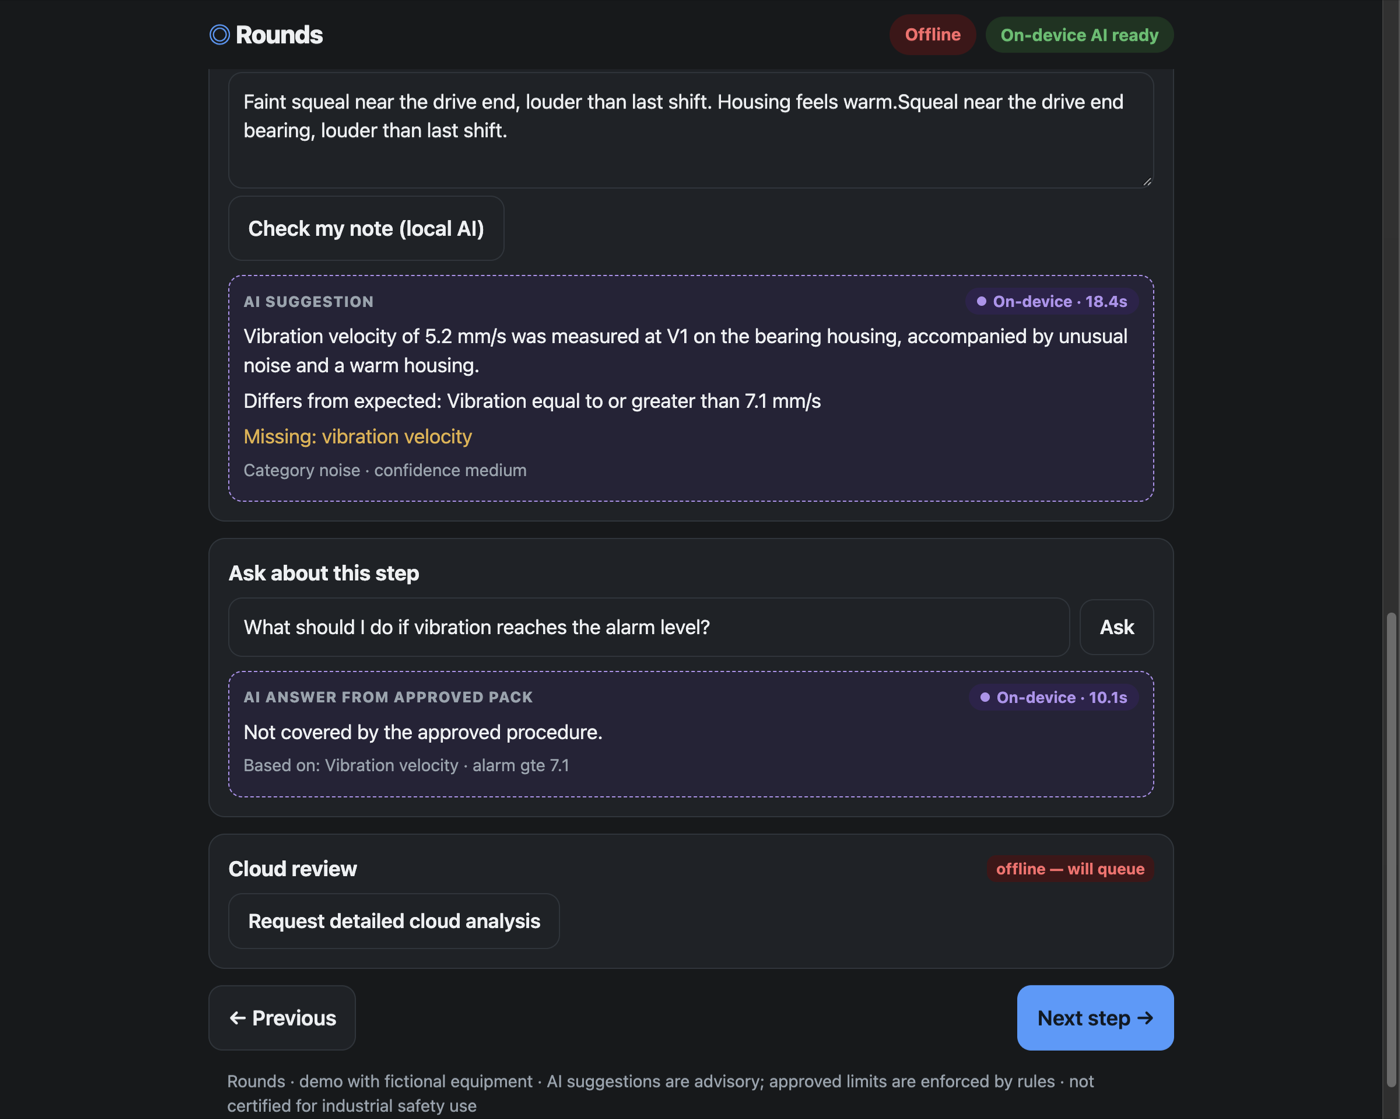 Rounds
Offline
On-device AI ready
Faint squeal near the drive end, louder than last shift. Housing feels warm.Squeal near the drive end
bearing, louder than last shift.
Check my note (local AI)
AI SUGGESTION
On-device · 18.4s
Vibration velocity of 5.2 mm/s was measured at V1 on the bearing housing, accompanied by unusual
noise and a warm housing.
Differs from expected: Vibration equal to or greater than 7.1 mm/s
Missing: vibration velocity
Category noise · confidence medium
Ask about this step
What should I do if vibration reaches the alarm level?
Ask
AI ANSWER FROM APPROVED PACK
On-device · 10.1s
Not covered by the approved procedure.
Based on: Vibration velocity · alarm gte 7.1
Cloud review
offline — will queue
Request detailed cloud analysis
← Previous
Next step →
Rounds · demo with fictional equipment · AI suggestions are advisory; approved limits are enforced by rules · not
certified for industrial safety use